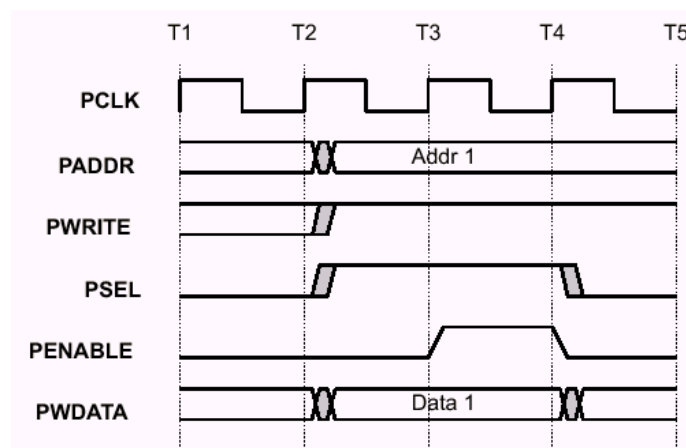 T1 T2 T3 T4 T5
PCLK
PADDR Addr 1
PWRITE
PSEL
PENABLE
PWDATA Data 1